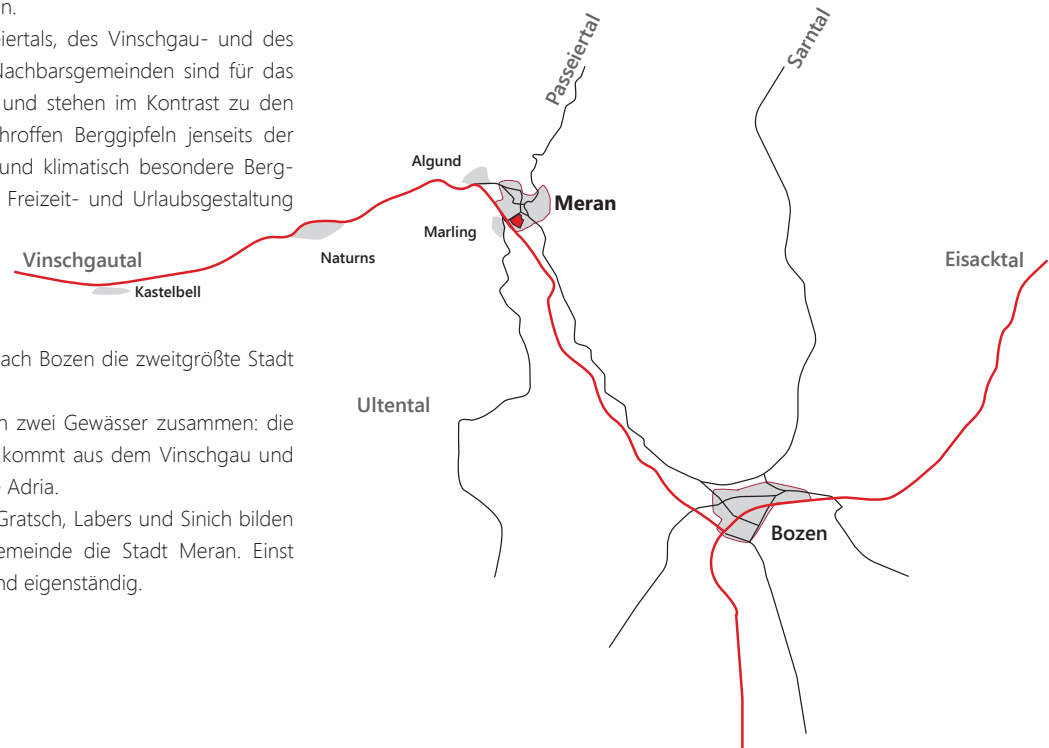 en.
eiertals, des Vinschgau- und des
Nachbarsgemeinden sind für das
und stehen im Kontrast zu den
hroffen Berggipfeln jenseits der
und klimatisch besondere Berg-
Freizeit- und Urlaubsgestaltung
ach Bozen die zweitgrößte Stadt
n zwei Gewässer zusammen: die
kommt aus dem Vinschgau und
Adria.
Gratsch, Labers und Sinich bilden
emeinde die Stadt Meran. Einst
nd eigenständig.
Passeiertal
Sarntal
Algund
Meran
Marling
Vinschgautal
Naturns
Eisacktal
Kastelbell
Ultental
Bozen